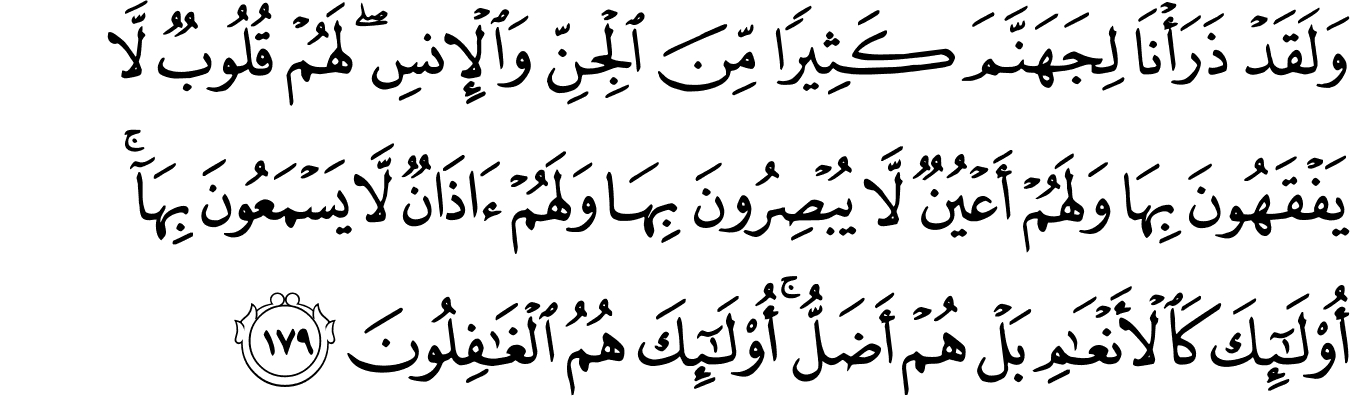 وَلَقَدۡ ذَرَأۡنَا لِجَهَنَّمَ كَثِيرٗا مِّنَ ٱلۡجِنِّ وَٱلۡإِنسِۖ لَهُمۡ قُلُوبٞ لَّا
يَفۡقَهُونَ بِهَا وَلَهُمۡ أَعۡيُنٞ لَّا يُبۡصِرُونَ بِهَا وَلَهُمۡ ءَاذَانٞ لَّا يَسۡمَعُونَ بِهَآۚ
أُوْلَٰٓئِكَ كَٱلۡأَنۡعَٰمِ بَلۡ هُمۡ أَضَلُّۚ أُوْلَٰٓئِكَ هُمُ ٱلۡغَٰفِلُونَ ١٧٩